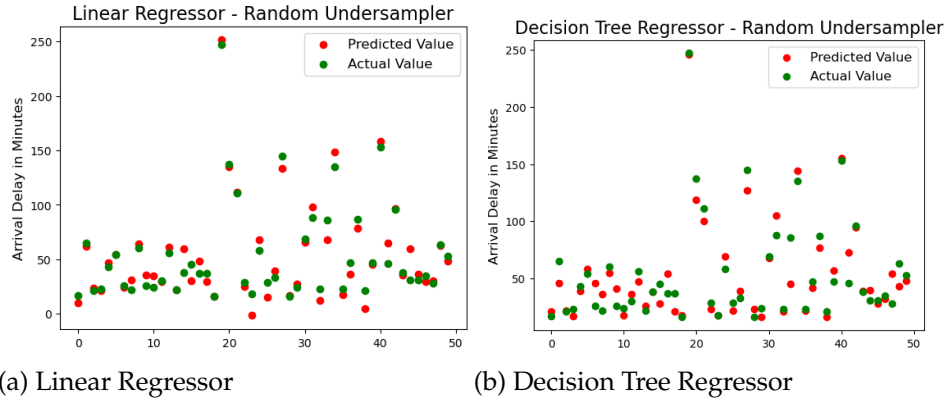 Linear Regressor - Random Undersampler
250
200
150
100
50
0
Arrival Delay in Minutes
Predicted Value
Actual Value
0 10 20 30 40 50
(a) Linear Regressor
Decision Tree Regressor - Random Undersampler
250
200
150
100
50
Arrival Delay in Minutes
Predicted Value
Actual Value
0 10 20 30 40 50
(b) Decision Tree Regressor